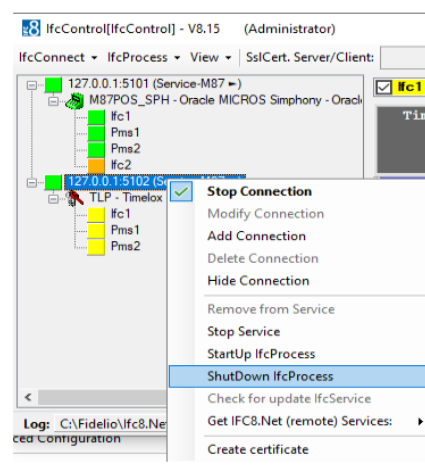 IfcControl[IfcControl] - V8.15 (Administrator)
IfcConnect IfcProcess View SslCert. Server/Client:
127.0.0.1:5101 (Service-M87 ►) Ifc1
M87POS_SPH - Oracle MICROS Simphony - Oracl
Ifc1
Pms1
Pms2
Ifc2
127.0.0.1:5102
TLP - Timelox
Ifc1
Pms1
Pms2
Stop Connection
Modify Connection
Add Connection
Delete Connection
Hide Connection
Remove from Service
Stop Service
StartUp IfcProcess
ShutDown IfcProcess
Check for update IfcService
Get IFC8.Net (remote) Services:
Create certificate
Log: C:\Fidelio\Ifc8.Ne
ced Configuration